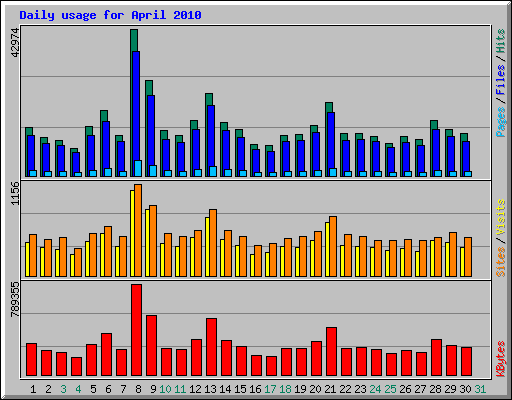 Daily usage for April 2010
42974
Pages / Files / Hits
1156
Sites / Visits
789355
KBytes
1 2 3 4 5 6 7 8 9 10 11 12 13 14 15 16 17 18 19 20 21 22 23 24 25 26 27 28 29 30 31